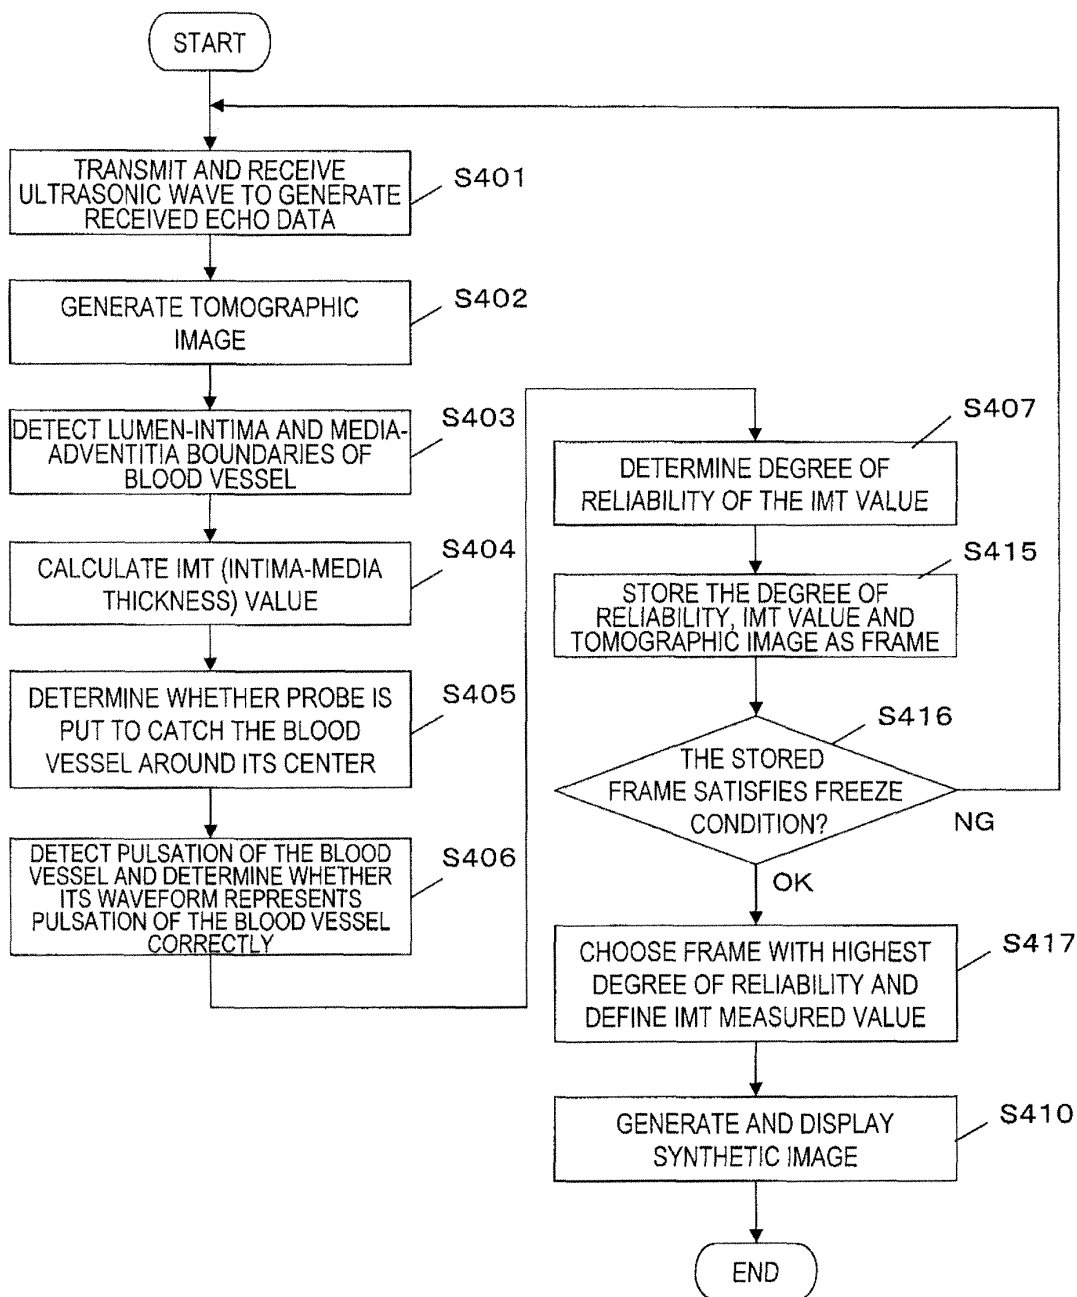 START
TRANSMIT AND RECEIVE
ULTRASONIC WAVE TO GENERATE
RECEIVED ECHO DATA
S401
GENERATE TOMOGRAPHIC
IMAGE
S402
DETECT LUMEN-INTIMA AND MEDIA-
ADVENTITIA BOUNDARIES OF
BLOOD VESSEL
S403
CALCULATE IMT (INTIMA-MEDIA
THICKNESS) VALUE
S404
DETERMINE WHETHER PROBE IS
PUT TO CATCH THE BLOOD
VESSEL AROUND ITS CENTER
S405
DETECT PULSATION OF THE BLOOD
VESSEL AND DETERMINE WHETHER
ITS WAVEFORM REPRESENTS
PULSATION OF THE BLOOD VESSEL
CORRECTLY
S406
DETERMINE DEGREE OF
RELIABILITY OF THE IMT VALUE
S407
STORE THE DEGREE OF
RELIABILITY, IMT VALUE AND
TOMOGRAPHIC IMAGE AS FRAME
S415
THE STORED
FRAME SATISFIES FREEZE
CONDITION?
S416
NG
OK
CHOOSE FRAME WITH HIGHEST
DEGREE OF RELIABILITY AND
DEFINE IMT MEASURED VALUE
S417
GENERATE AND DISPLAY
SYNTHETIC IMAGE
S410
END